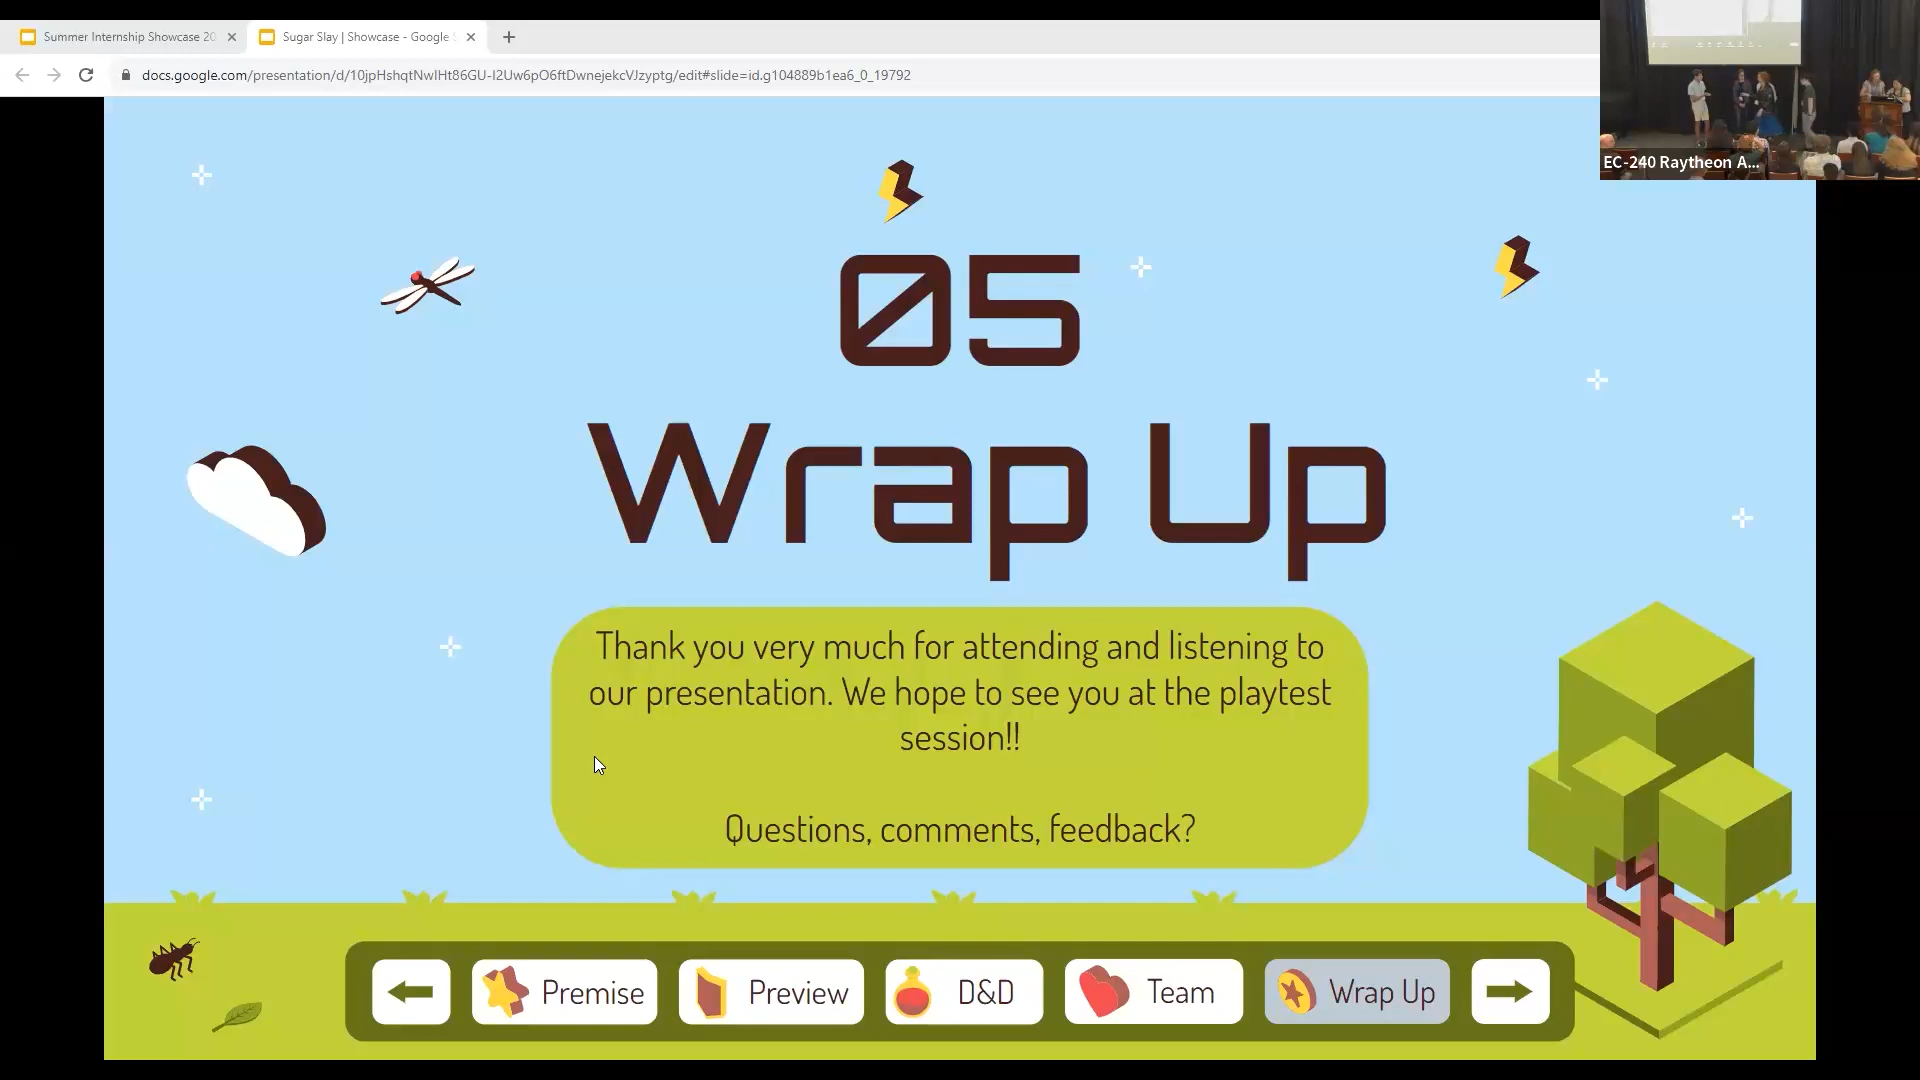 Summer Internship Showcase 20
Sugar Slay | Showcase - Google S
docs.google.com/presentation/d/10jpHshqtNwIHt86GU-I2Uw6pO6ftDwnejekcVJzyptg/edit#slide=id.g104889b1ea6_0_19792
EC-240 Raytheon A...
05
Wrap Up
Thank you very much for attending and listening to
our presentation. We hope to see you at the playtest
session!!
Questions, comments, feedback?
Premise
Preview
D&D
Team
Wrap Up